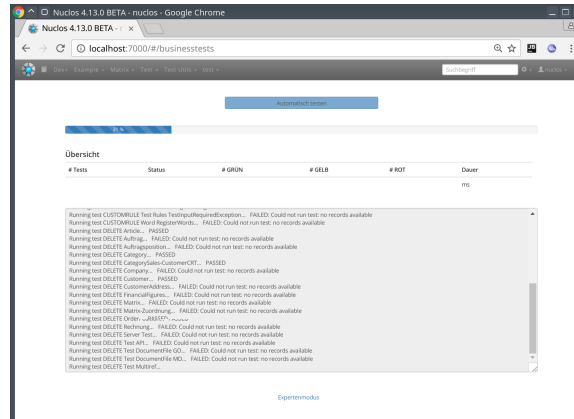 Nuclos 4.13.0 BETA - nuclos - Google Chrome
Nuclos 4.13.0 BETA - n
localhost:7000/#/businesstests
Dev Example Matrix Test Test Utils test
Suchbegriff
nuclos
Automatisch testen
Übersicht
# Tests Status # GRÜN # GELB # ROT Dauer
ms
Running test CUSTOMRULE Test Rules TestInputRequiredException... FAILED: Could not run test: no records available
Running test CUSTOMRULE Word RegisterWords... FAILED: Could not run test: no records available
Running test DELETE Article... PASSED
Running test DELETE Auftrag... FAILED: Could not run test: no records available
Running test DELETE Auftragsposition... FAILED: Could not run test: no records available
Running test DELETE Category... PASSED
Running test DELETE CategorySales-CustomerCRT... PASSED
Running test DELETE Company... FAILED: Could not run test: no records available
Running test DELETE Customer... PASSED
Running test DELETE CustomerAddress... FAILED: Could not run test: no records available
Running test DELETE FinancialFigures... FAILED: Could not run test: no records available
Running test DELETE Matrix... FAILED: Could not run test: no records available
Running test DELETE Matrix-Zuordnung... FAILED: Could not run test: no records available
Running test DELETE Order.
Running test DELETE Rechnung... FAILED: Could not run test: no records available
Running test DELETE Server Test... FAILED: Could not run test: no records available
Running test DELETE Test API... FAILED: Could not run test: no records available
Running test DELETE Test DocumentFile GO... FAILED: Could not run test: no records available
Running test DELETE Test DocumentFile MD... FAILED: Could not run test: no records available
Running test DELETE Test Multiref...
Expertenmodus